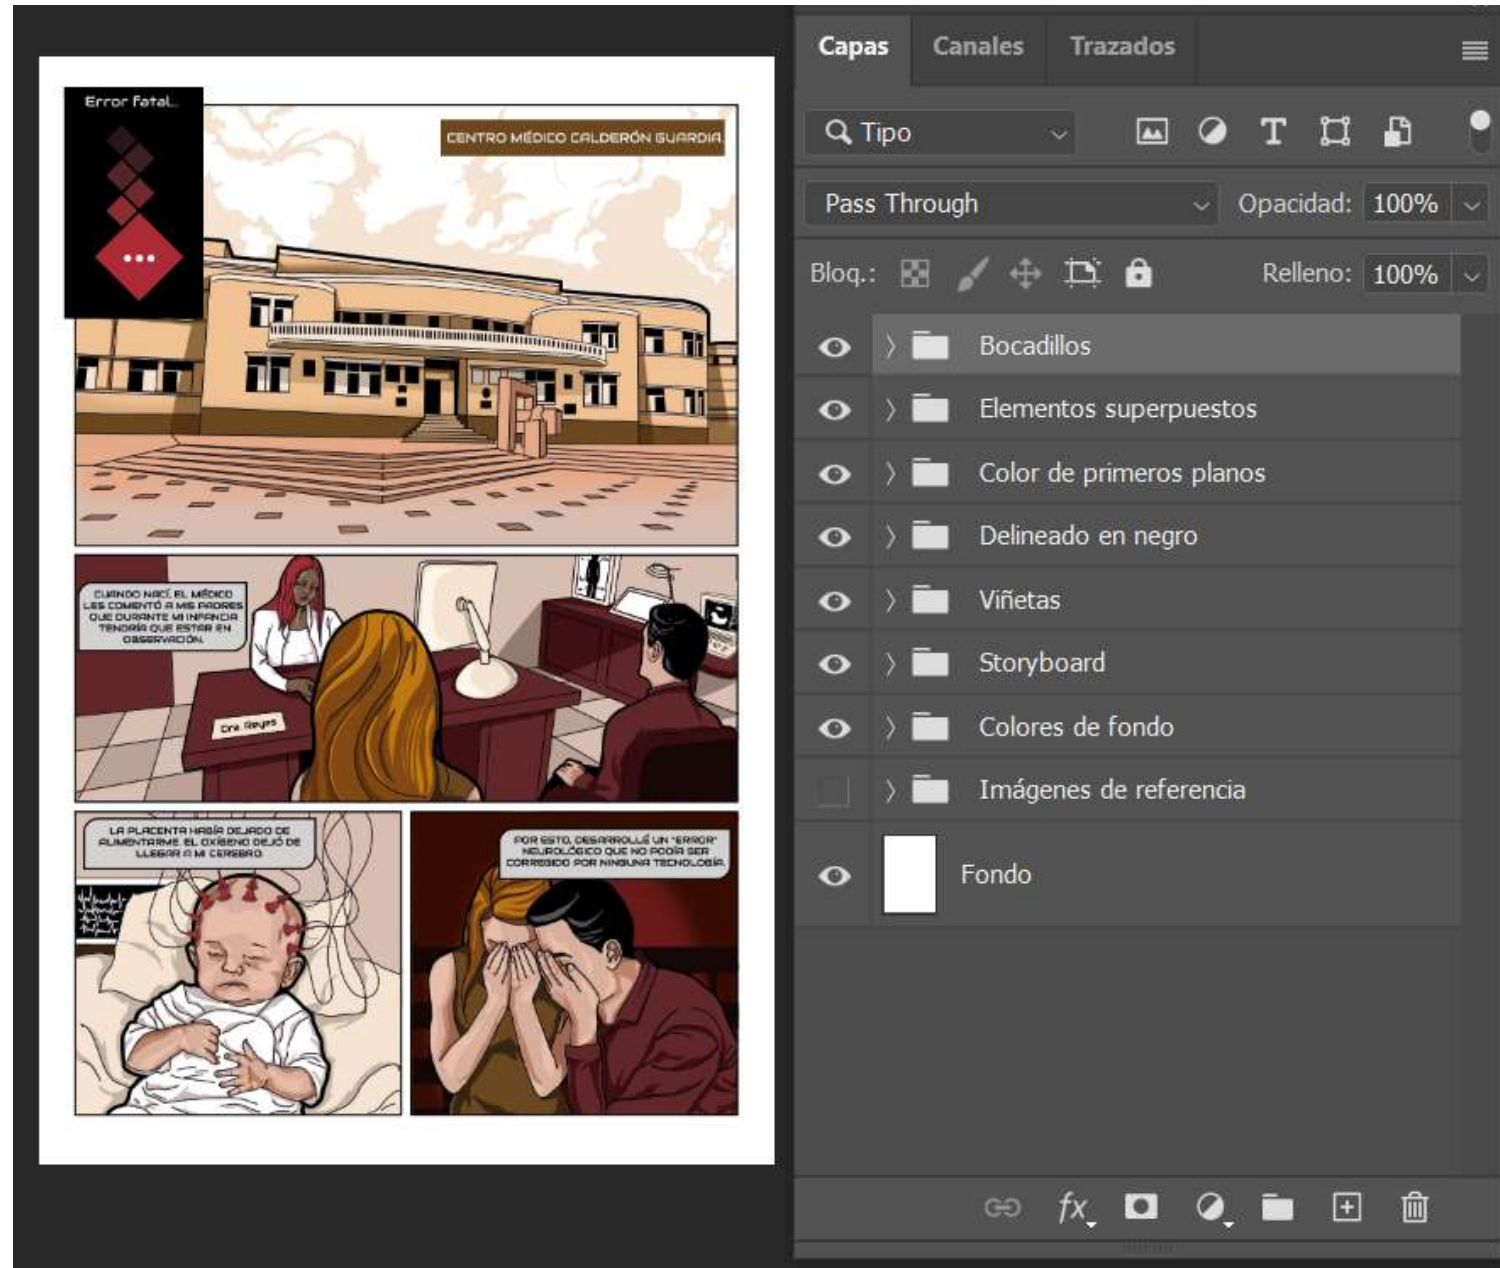 Error fatal...
CENTRO MÉDICO CALDERÓN GUARDIA
CUANDO NACÍ, EL MÉDICO
LES COMENTÓ A MIS PADRES
QUE DURANTE MI INFANCIA
TENDRÍA QUE ESTAR EN
OBSERVACIÓN.
Dra. Reyes
LA PLACENTA HABÍA DEJADO DE
ALIMENTARME. EL OXÍGENO DEJÓ DE
LLEGAR A MI CEREBRO.
POR ESTO, DESARROLLÉ UN "ERROR"
NEUROLÓGICO QUE NO PODÍA SER
CORREGIDO POR NINGUNA TECNOLOGÍA.
Capas Canales Trazados
Tipo
Pass Through Opacidad: 100%
Bloq.: Relleno: 100%
Bocadillos
Elementos superpuestos
Color de primeros planos
Delineado en negro
Viñetas
Storyboard
Colores de fondo
Imágenes de referencia
Fondo
fx